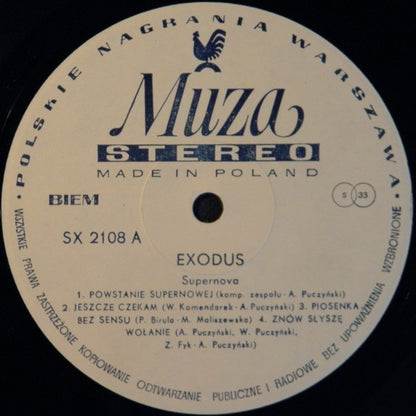 · POLSKIE NAGRANIA WARSZAWA ·
Muza
STEREO
MADE IN POLAND
BIEM
S 33
SX 2108 A
EXODUS
Supernova
1. POWSTANIE SUPERNOWEJ (komp. zespołu - A. Puczyński)
2. JESZCZE CZEKAM (W. Komendarek - A. Puczyński) 3. PIOSENKA
BEZ SENSU (P. Birula - M. Maliszewska) 4. ZNÓW SŁYSZĘ
WOŁANIE (A. Puczyński, W. Puczyński,
Z. Fyk - A. Puczyński)
WSZYSTKIE PRAWA ZASTRZEŻONE KOPIOWANIE ODTWARZANIE PUBLICZNE I RADIOWE BEZ UPOWAŻNIENIA WZBRONIONE